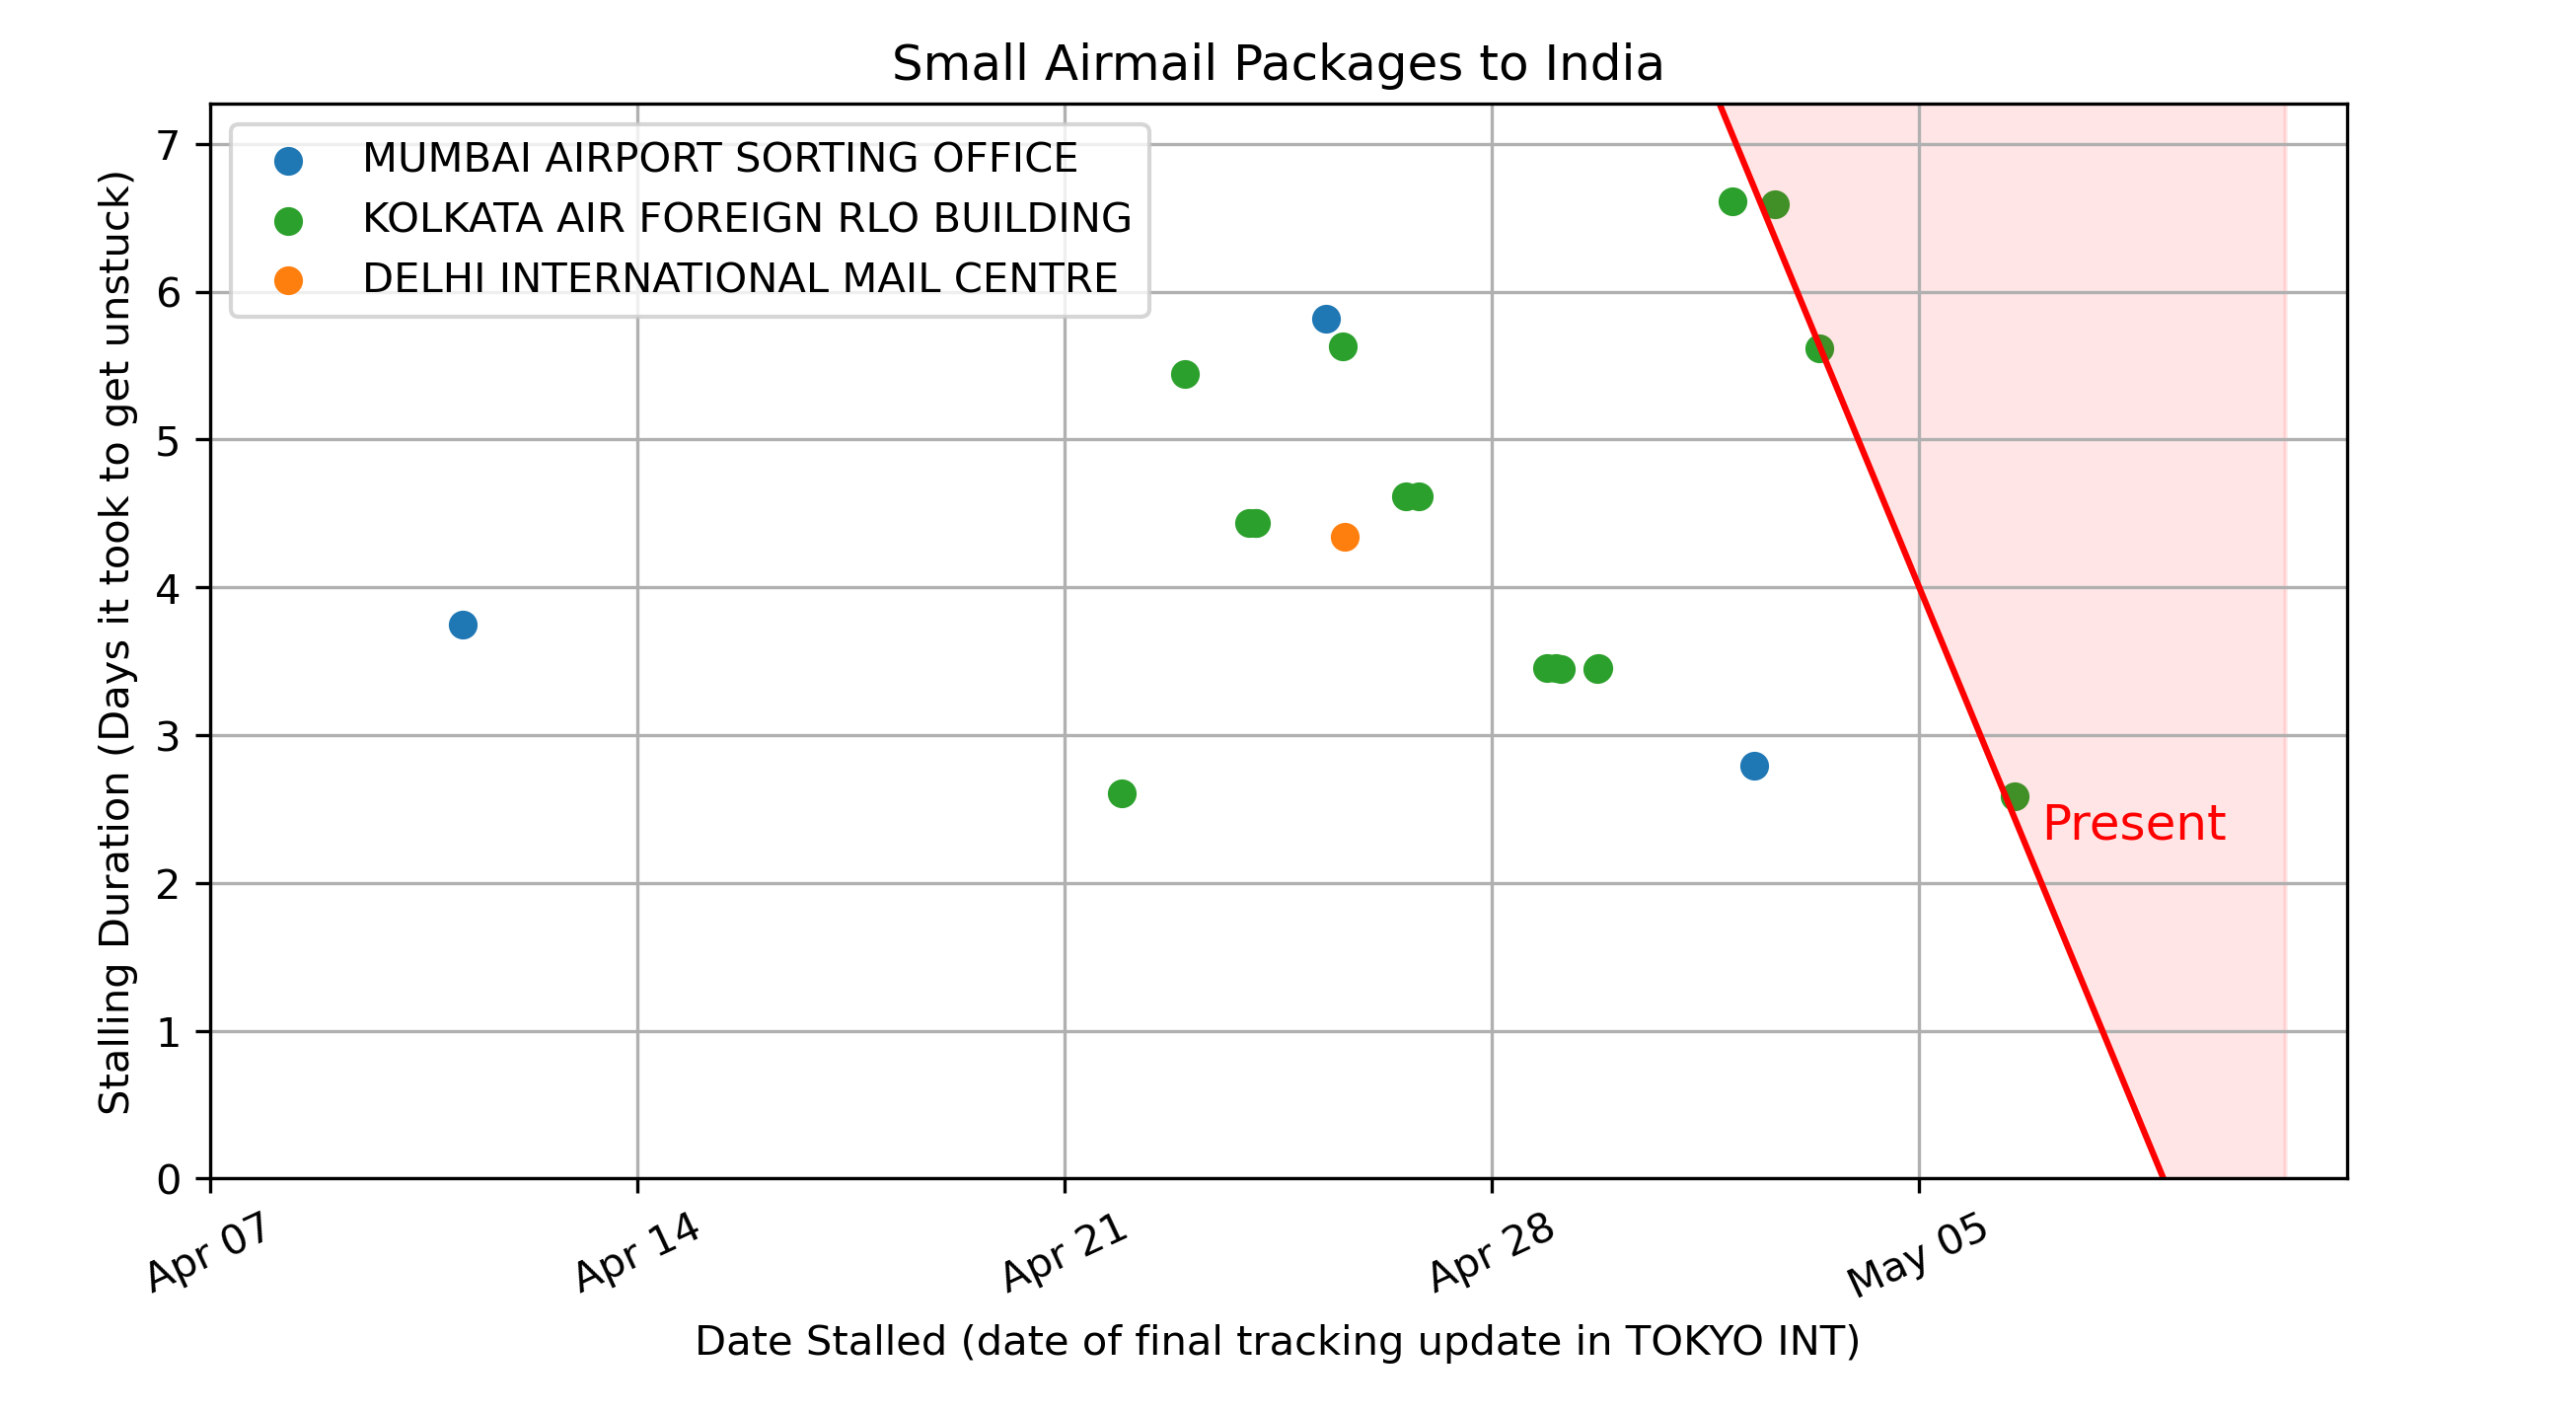 Small Airmail Packages to India
MUMBAI AIRPORT SORTING OFFICE
KOLKATA AIR FOREIGN RLO BUILDING
DELHI INTERNATIONAL MAIL CENTRE
Stalling Duration (Days it took to get unstuck)
7
6
5
4
3
2
1
0
Present
Apr 07
Apr 14
Apr 21
Apr 28
May 05
Date Stalled (date of final tracking update in TOKYO INT)